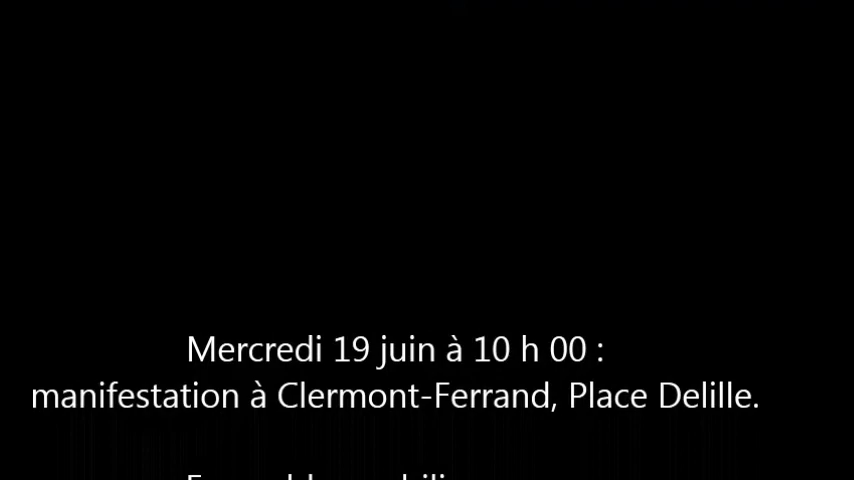 Mercredi 19 juin à 10 h 00 :
manifestation à Clermont-Ferrand, Place Delille.